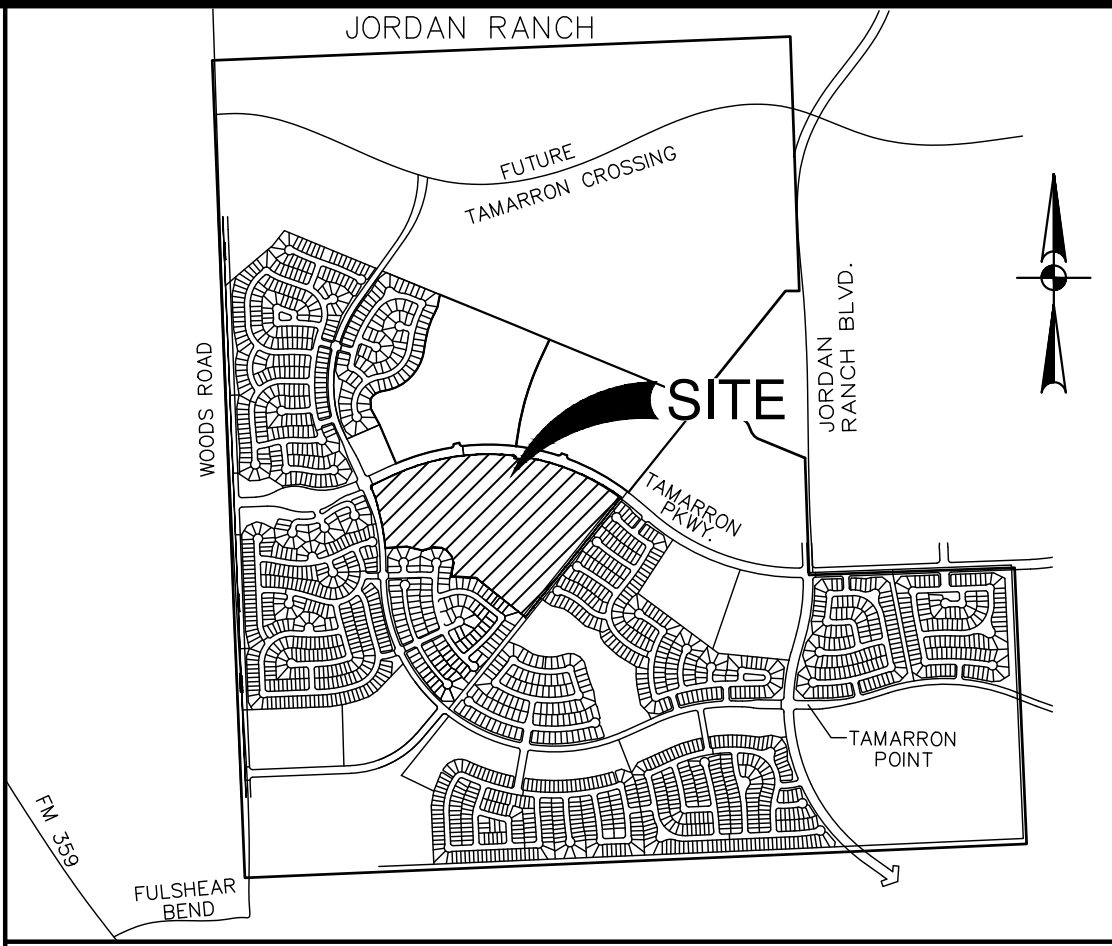 JORDAN RANCH
FUTURE
TAMARRON CROSSING
JORDAN
RANCH BLVD.
WOODS ROAD
SITE
TAMARRON
PKWY.
TAMARRON
POINT
FM 359
FULSHEAR
BEND